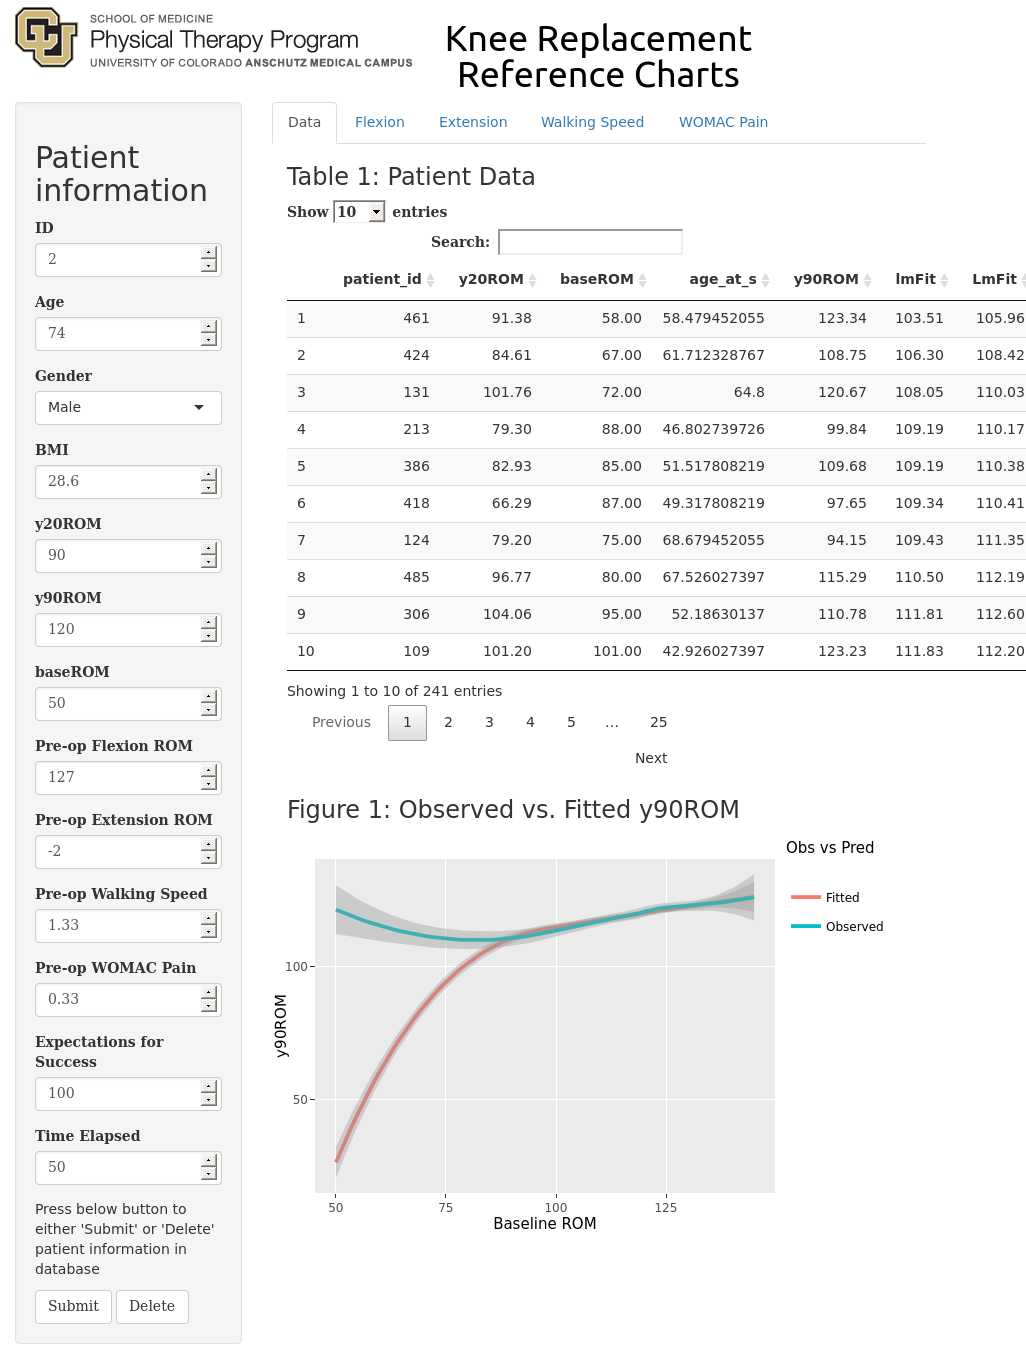 SCHOOL OF MEDICINE
Physical Therapy Program
UNIVERSITY OF COLORADO ANSCHUTZ MEDICAL CAMPUS
Knee Replacement
Reference Charts
Patient
information
ID
2
Age
74
Gender
Male
BMI
28.6
y20ROM
90
y90ROM
120
baseROM
50
Pre-op Flexion ROM
127
Pre-op Extension ROM
-2
Pre-op Walking Speed
1.33
Pre-op WOMAC Pain
0.33
Expectations for
Success
100
Time Elapsed
50
Press below button to
either 'Submit' or 'Delete'
patient information in
database
Submit Delete
Data Flexion Extension Walking Speed WOMAC Pain
Table 1: Patient Data
Show 10 entries
Search:
patient_id y20ROM baseROM age_at_s y90ROM lmFit LmFit
1 461 91.38 58.00 58.479452055 123.34 103.51 105.96
2 424 84.61 67.00 61.712328767 108.75 106.30 108.42
3 131 101.76 72.00 64.8 120.67 108.05 110.03
4 213 79.30 88.00 46.802739726 99.84 109.19 110.17
5 386 82.93 85.00 51.517808219 109.68 109.19 110.38
6 418 66.29 87.00 49.317808219 97.65 109.34 110.41
7 124 79.20 75.00 68.679452055 94.15 109.43 111.35
8 485 96.77 80.00 67.526027397 115.29 110.50 112.19
9 306 104.06 95.00 52.18630137 110.78 111.81 112.60
10 109 101.20 101.00 42.926027397 123.23 111.83 112.20
Showing 1 to 10 of 241 entries
Previous 1 2 3 4 5 … 25
Next
Figure 1: Observed vs. Fitted y90ROM
Obs vs Pred
Fitted
Observed
y90ROM
100
50
50 75 100 125
Baseline ROM